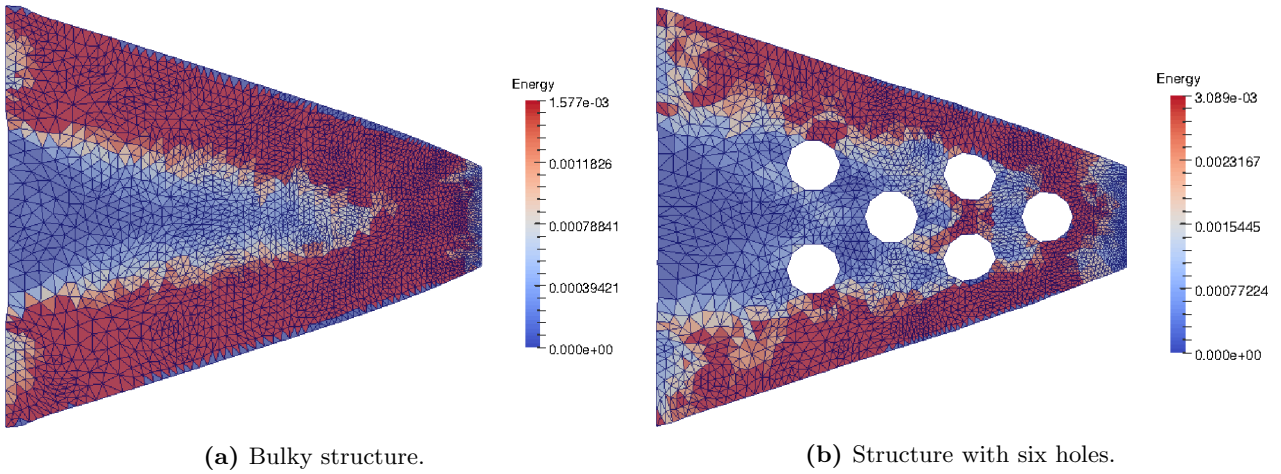 Energy
1.577e-03
0.0011826
0.00078841
0.00039421
0.000e+00
Energy
3.089e-03
0.0023167
0.0015445
0.00077224
0.000e+00
(a) Bulky structure.
(b) Structure with six holes.